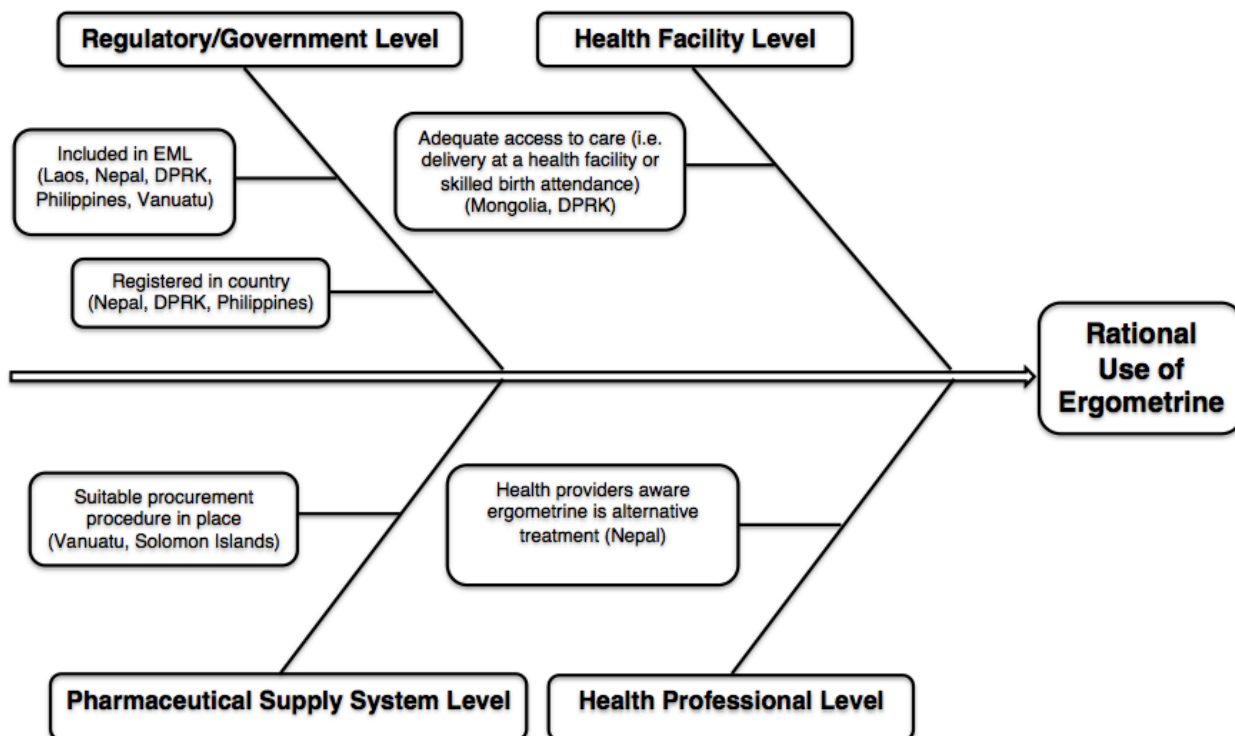 Regulatory/Government Level
Health Facility Level
Included in EML
(Laos, Nepal, DPRK,
Philippines, Vanuatu)
Adequate access to care (i.e.
delivery at a health facility or
skilled birth attendance)
(Mongolia, DPRK)
Registered in country
(Nepal, DPRK, Philippines)
Rational
Use of
Ergometrine
Suitable procurement
procedure in place
(Vanuatu, Solomon Islands)
Health providers aware
ergometrine is alternative
treatment (Nepal)
Pharmaceutical Supply System Level
Health Professional Level